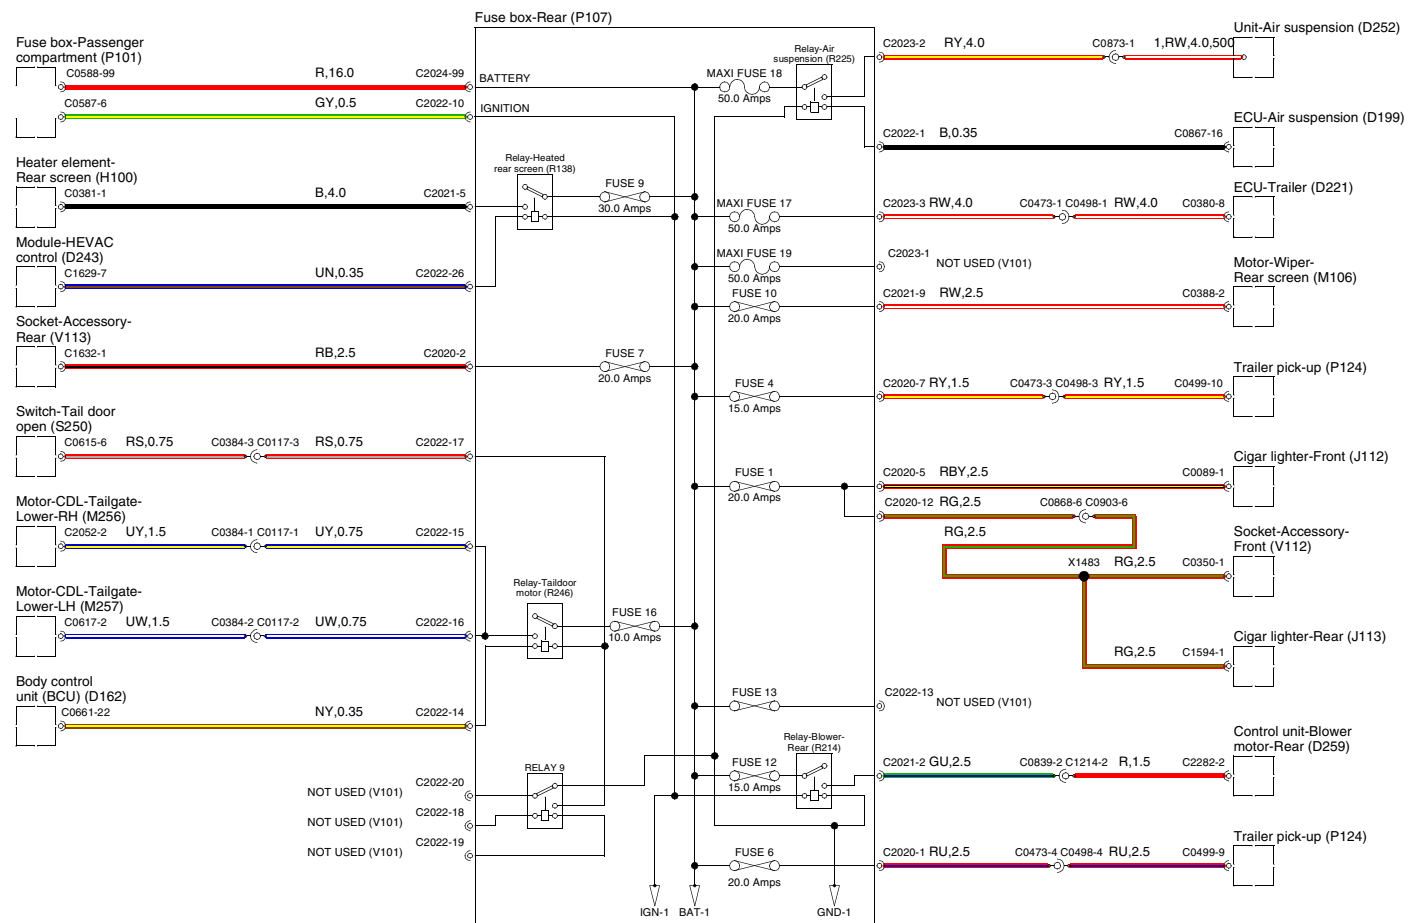 Fuse box-Rear (P107)
Fuse box-Passenger
compartment (P101)
C0588-99 R,16.0 C2024-99
BATTERY
C0587-6 GY,0.5 C2022-10
IGNITION
Heater element-
Rear screen (H100)
C0381-1 B,4.0 C2021-5
Relay-Heated
rear screen (R138)
FUSE 9
30.0 Amps
Module-HEVAC
control (D243)
C1629-7 UN,0.35 C2022-26
Socket-Accessory-
Rear (V113)
C1632-1 RB,2.5 C2020-2
FUSE 7
20.0 Amps
Switch-Tail door
open (S250)
C0615-6 RS,0.75 C0384-3 C0117-3 RS,0.75 C2022-17
Motor-CDL-Tailgate-
Lower-RH (M256)
C2052-2 UY,1.5 C0384-1 C0117-1 UY,0.75 C2022-15
Motor-CDL-Tailgate-
Lower-LH (M257)
C0617-2 UW,1.5 C0384-2 C0117-2 UW,0.75 C2022-16
Relay-Taildoor
motor (R246)
FUSE 16
10.0 Amps
Body control
unit (BCU) (D162)
C0661-22 NY,0.35 C2022-14
RELAY 9
C2022-20
NOT USED (V101)
C2022-18
NOT USED (V101)
C2022-19
NOT USED (V101)
Relay-Air
suspension (R225)
MAXI FUSE 18
50.0 Amps
C2023-2 RY,4.0 C0873-1 1,RW,4.0,500
Unit-Air suspension (D252)
C2022-1 B,0.35 C0867-16
ECU-Air suspension (D199)
MAXI FUSE 17
50.0 Amps
C2023-3 RW,4.0 C0473-1 C0498-1 RW,4.0 C0380-8
ECU-Trailer (D221)
MAXI FUSE 19
50.0 Amps
C2023-1
NOT USED (V101)
FUSE 10
20.0 Amps
C2021-9 RW,2.5 C0388-2
Motor-Wiper-
Rear screen (M106)
FUSE 4
15.0 Amps
C2020-7 RY,1.5 C0473-3 C0498-3 RY,1.5 C0499-10
Trailer pick-up (P124)
FUSE 1
20.0 Amps
C2020-5 RBY,2.5 C0089-1
Cigar lighter-Front (J112)
C2020-12 RG,2.5 C0868-6 C0903-6
RG,2.5
X1483 RG,2.5 C0350-1
Socket-Accessory-
Front (V112)
RG,2.5 C1594-1
Cigar lighter-Rear (J113)
FUSE 13
C2022-13
NOT USED (V101)
Relay-Blower-
Rear (R214)
FUSE 12
15.0 Amps
C2021-2 GU,2.5 C0839-2 C1214-2 R,1.5 C2282-2
Control unit-Blower
motor-Rear (D259)
FUSE 6
20.0 Amps
C2020-1 RU,2.5 C0473-4 C0498-4 RU,2.5 C0499-9
Trailer pick-up (P124)
IGN-1 BAT-1 GND-1